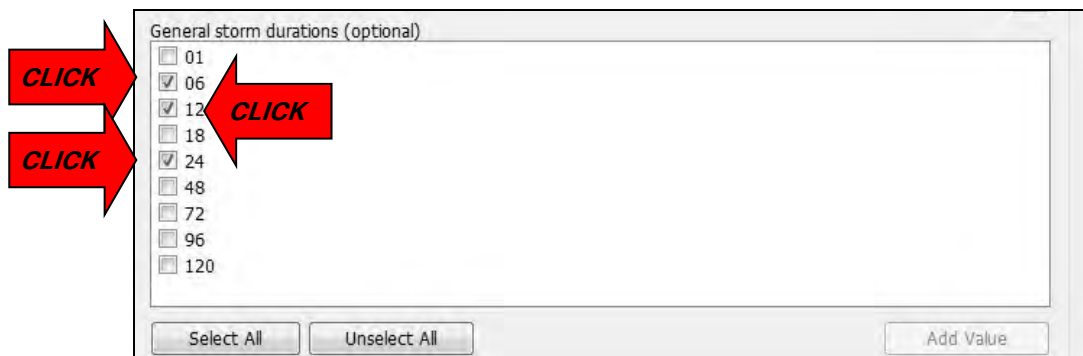 General storm durations (optional)
01
CLICK
06
12
CLICK
18
CLICK
24
48
72
96
120
Select All
Unselect All
Add Value